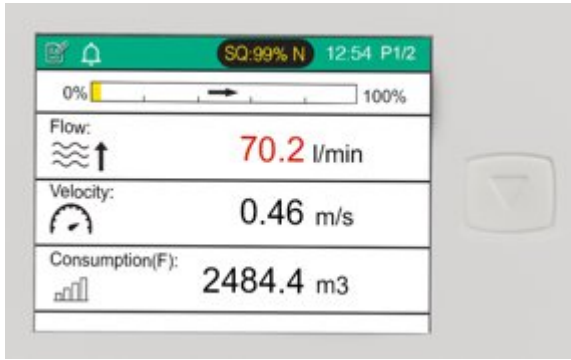 SQ:99% N 12:54 P1/2
0% 100%
Flow:
70.2 l/min
Velocity:
0.46 m/s
Consumption(F):
2484.4 m3